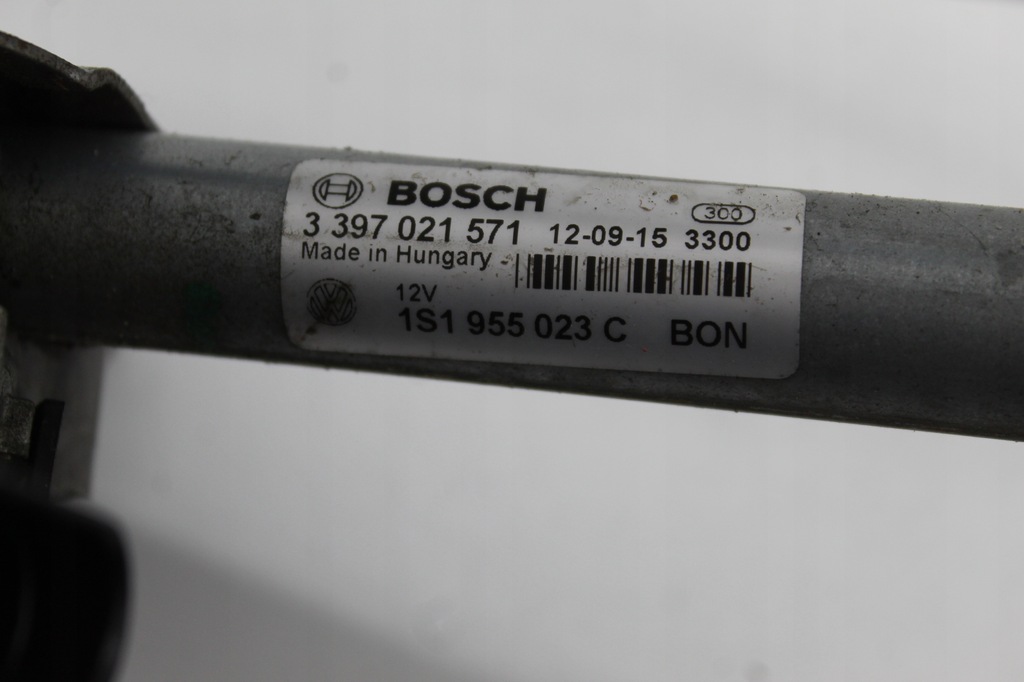 BOSCH
300
3 397 021 571 12-09-15 3300
Made in Hungary
12V
1S1 955 023 C BON